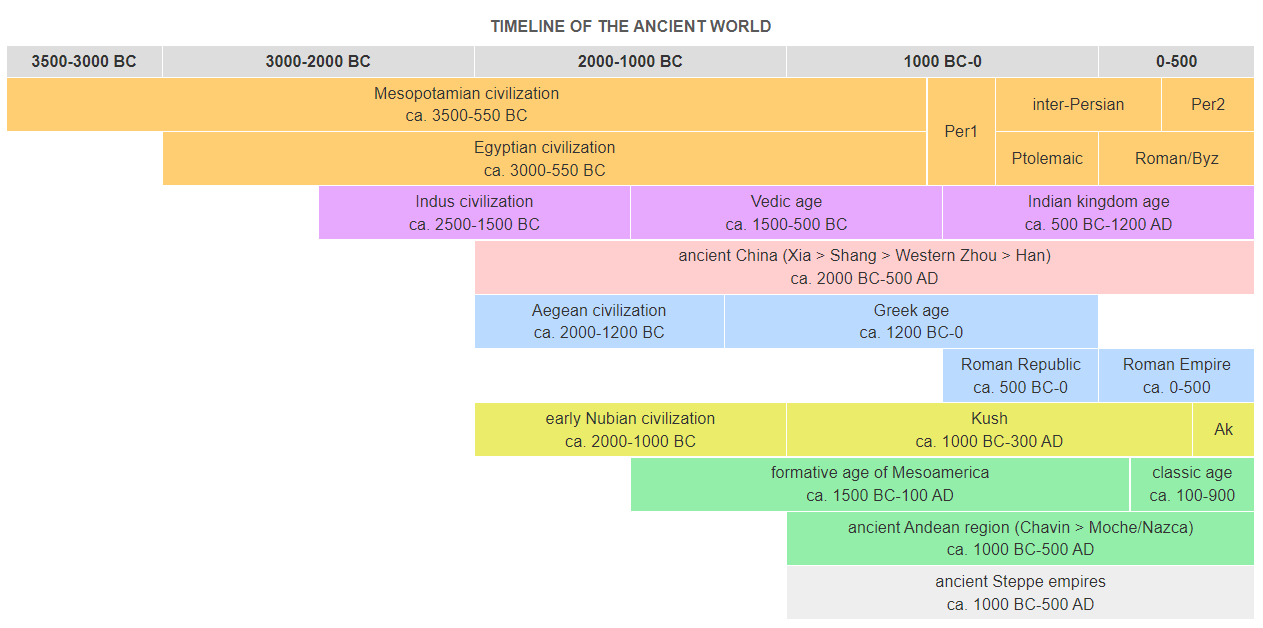 TIMELINE OF THE ANCIENT WORLD
3500-3000 BC
3000-2000 BC
2000-1000 BC
1000 BC-0
0-500
Mesopotamian civilization
ca. 3500-550 BC
Per1
inter-Persian
Per2
Egyptian civilization
ca. 3000-550 BC
Ptolemaic
Roman/Byz
Indus civilization
ca. 2500-1500 BC
Vedic age
ca. 1500-500 BC
Indian kingdom age
ca. 500 BC-1200 AD
ancient China (Xia > Shang > Western Zhou > Han)
ca. 2000 BC-500 AD
Aegean civilization
ca. 2000-1200 BC
Greek age
ca. 1200 BC-0
Roman Republic
ca. 500 BC-0
Roman Empire
ca. 0-500
early Nubian civilization
ca. 2000-1000 BC
Kush
ca. 1000 BC-300 AD
Ak
formative age of Mesoamerica
ca. 1500 BC-100 AD
classic age
ca. 100-900
ancient Andean region (Chavin > Moche/Nazca)
ca. 1000 BC-500 AD
ancient Steppe empires
ca. 1000 BC-500 AD